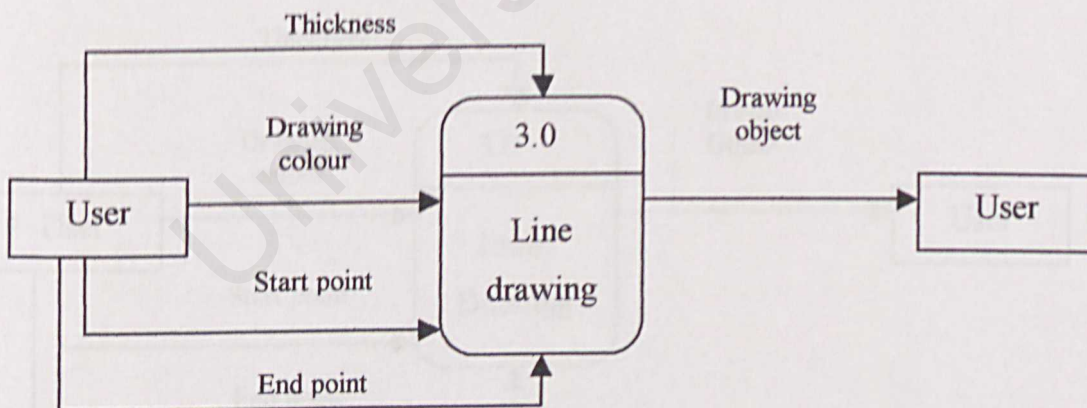 Thickness
Drawing
colour
3.0
Drawing
object
User
Line
drawing
User
Start point
End point